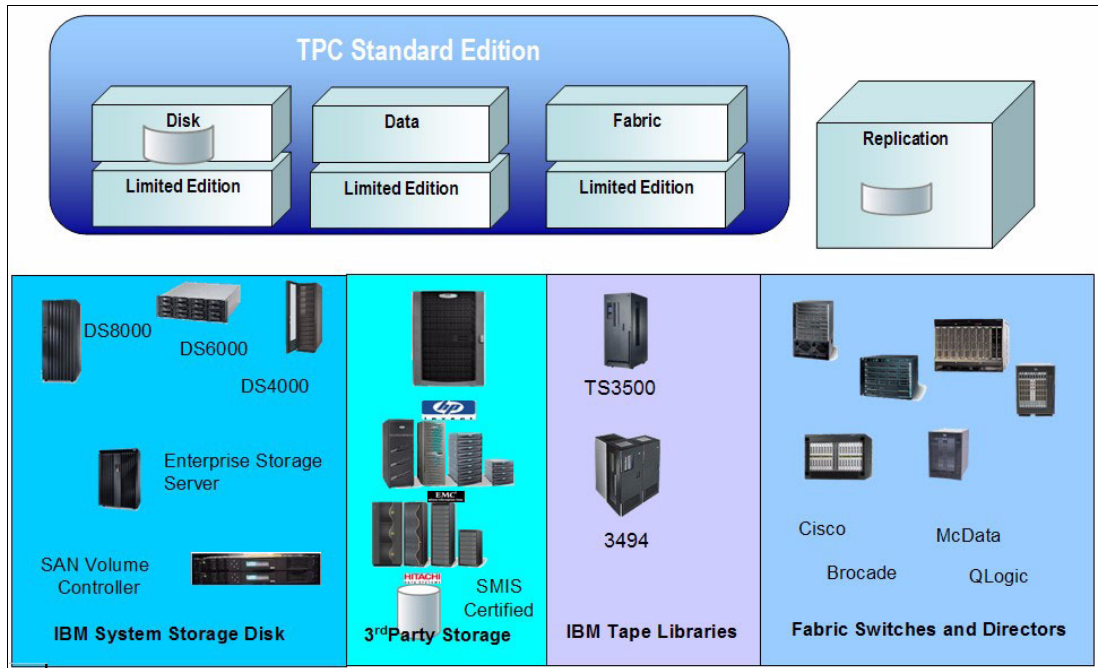 TPC Standard Edition
Disk
Data
Fabric
Replication
Limited Edition
Limited Edition
Limited Edition
DS8000
DS6000
DS4000
Enterprise Storage
Server
SAN Volume
Controller
IBM System Storage Disk
hp
invent
EMC²
HITACHI
SMIS
Certified
3rdParty Storage
TS3500
3494
IBM Tape Libraries
Cisco
McData
Brocade
QLogic
Fabric Switches and Directors